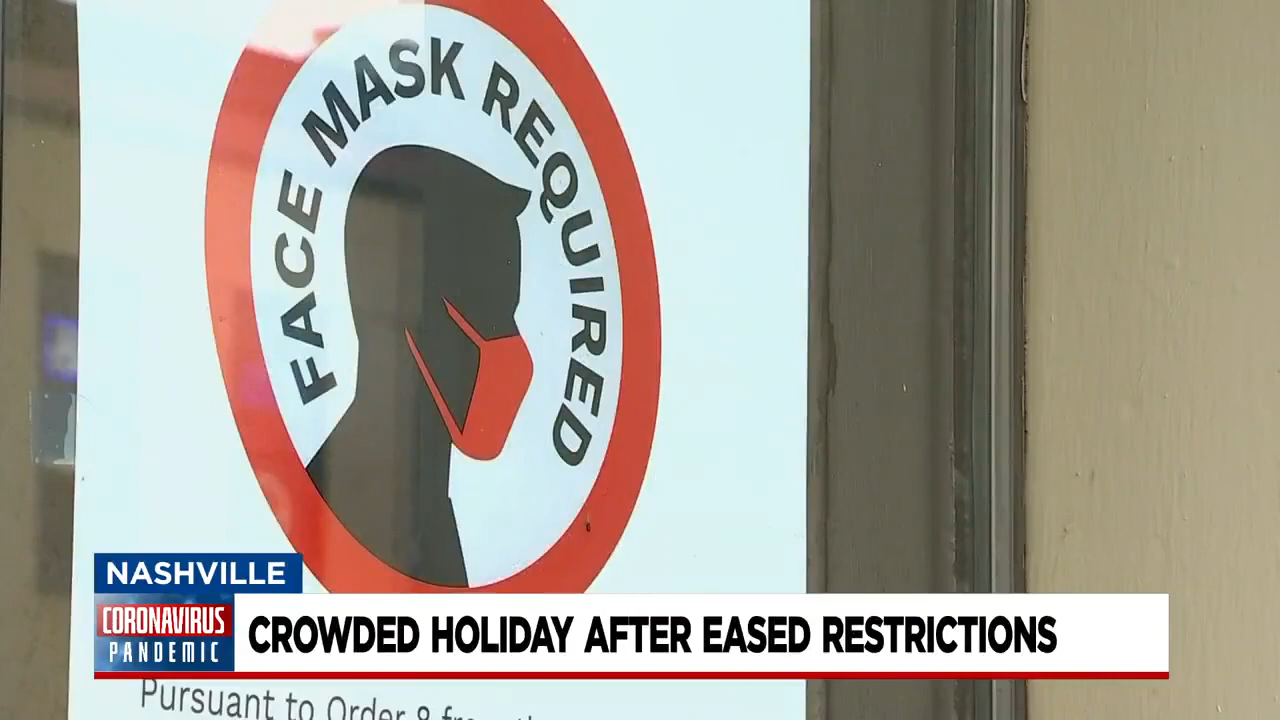 FACE MASK REQUIRED
NASHVILLE
CORONAVIRUS
PANDEMIC
CROWDED HOLIDAY AFTER EASED RESTRICTIONS
Pursuant to Order 8